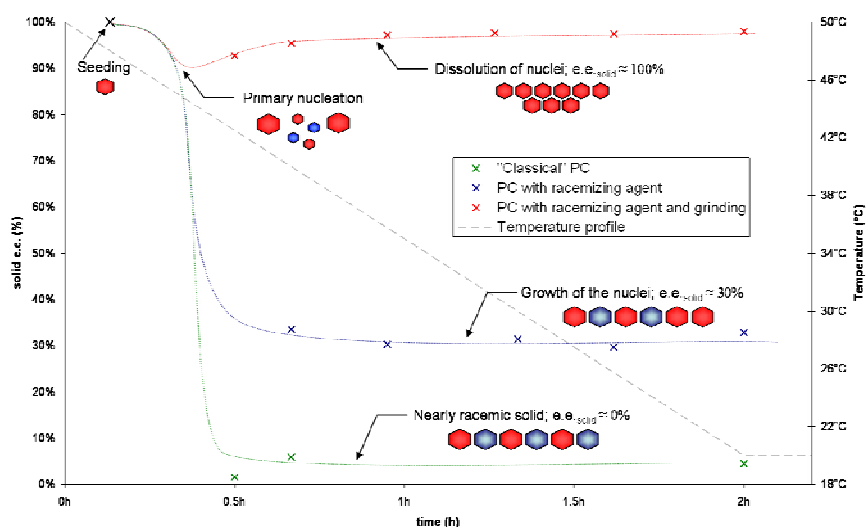 100%
90%
80%
70%
60%
50%
40%
30%
20%
10%
0%
solid e.e. (%)
50°C
46°C
42°C
38°C
34°C
30°C
26°C
22°C
18°C
Temperature (°C)
Seeding
Primary nucleation
Dissolution of nuclei; e.e.solid ≈ 100%
"Classical" PC
PC with racemizing agent
PC with racemizing agent and grinding
Temperature profile
Growth of the nuclei; e.e.solid ≈ 30%
Nearly racemic solid; e.e.solid ≈ 0%
0h
0.5h
1h
1.5h
2h
time (h)